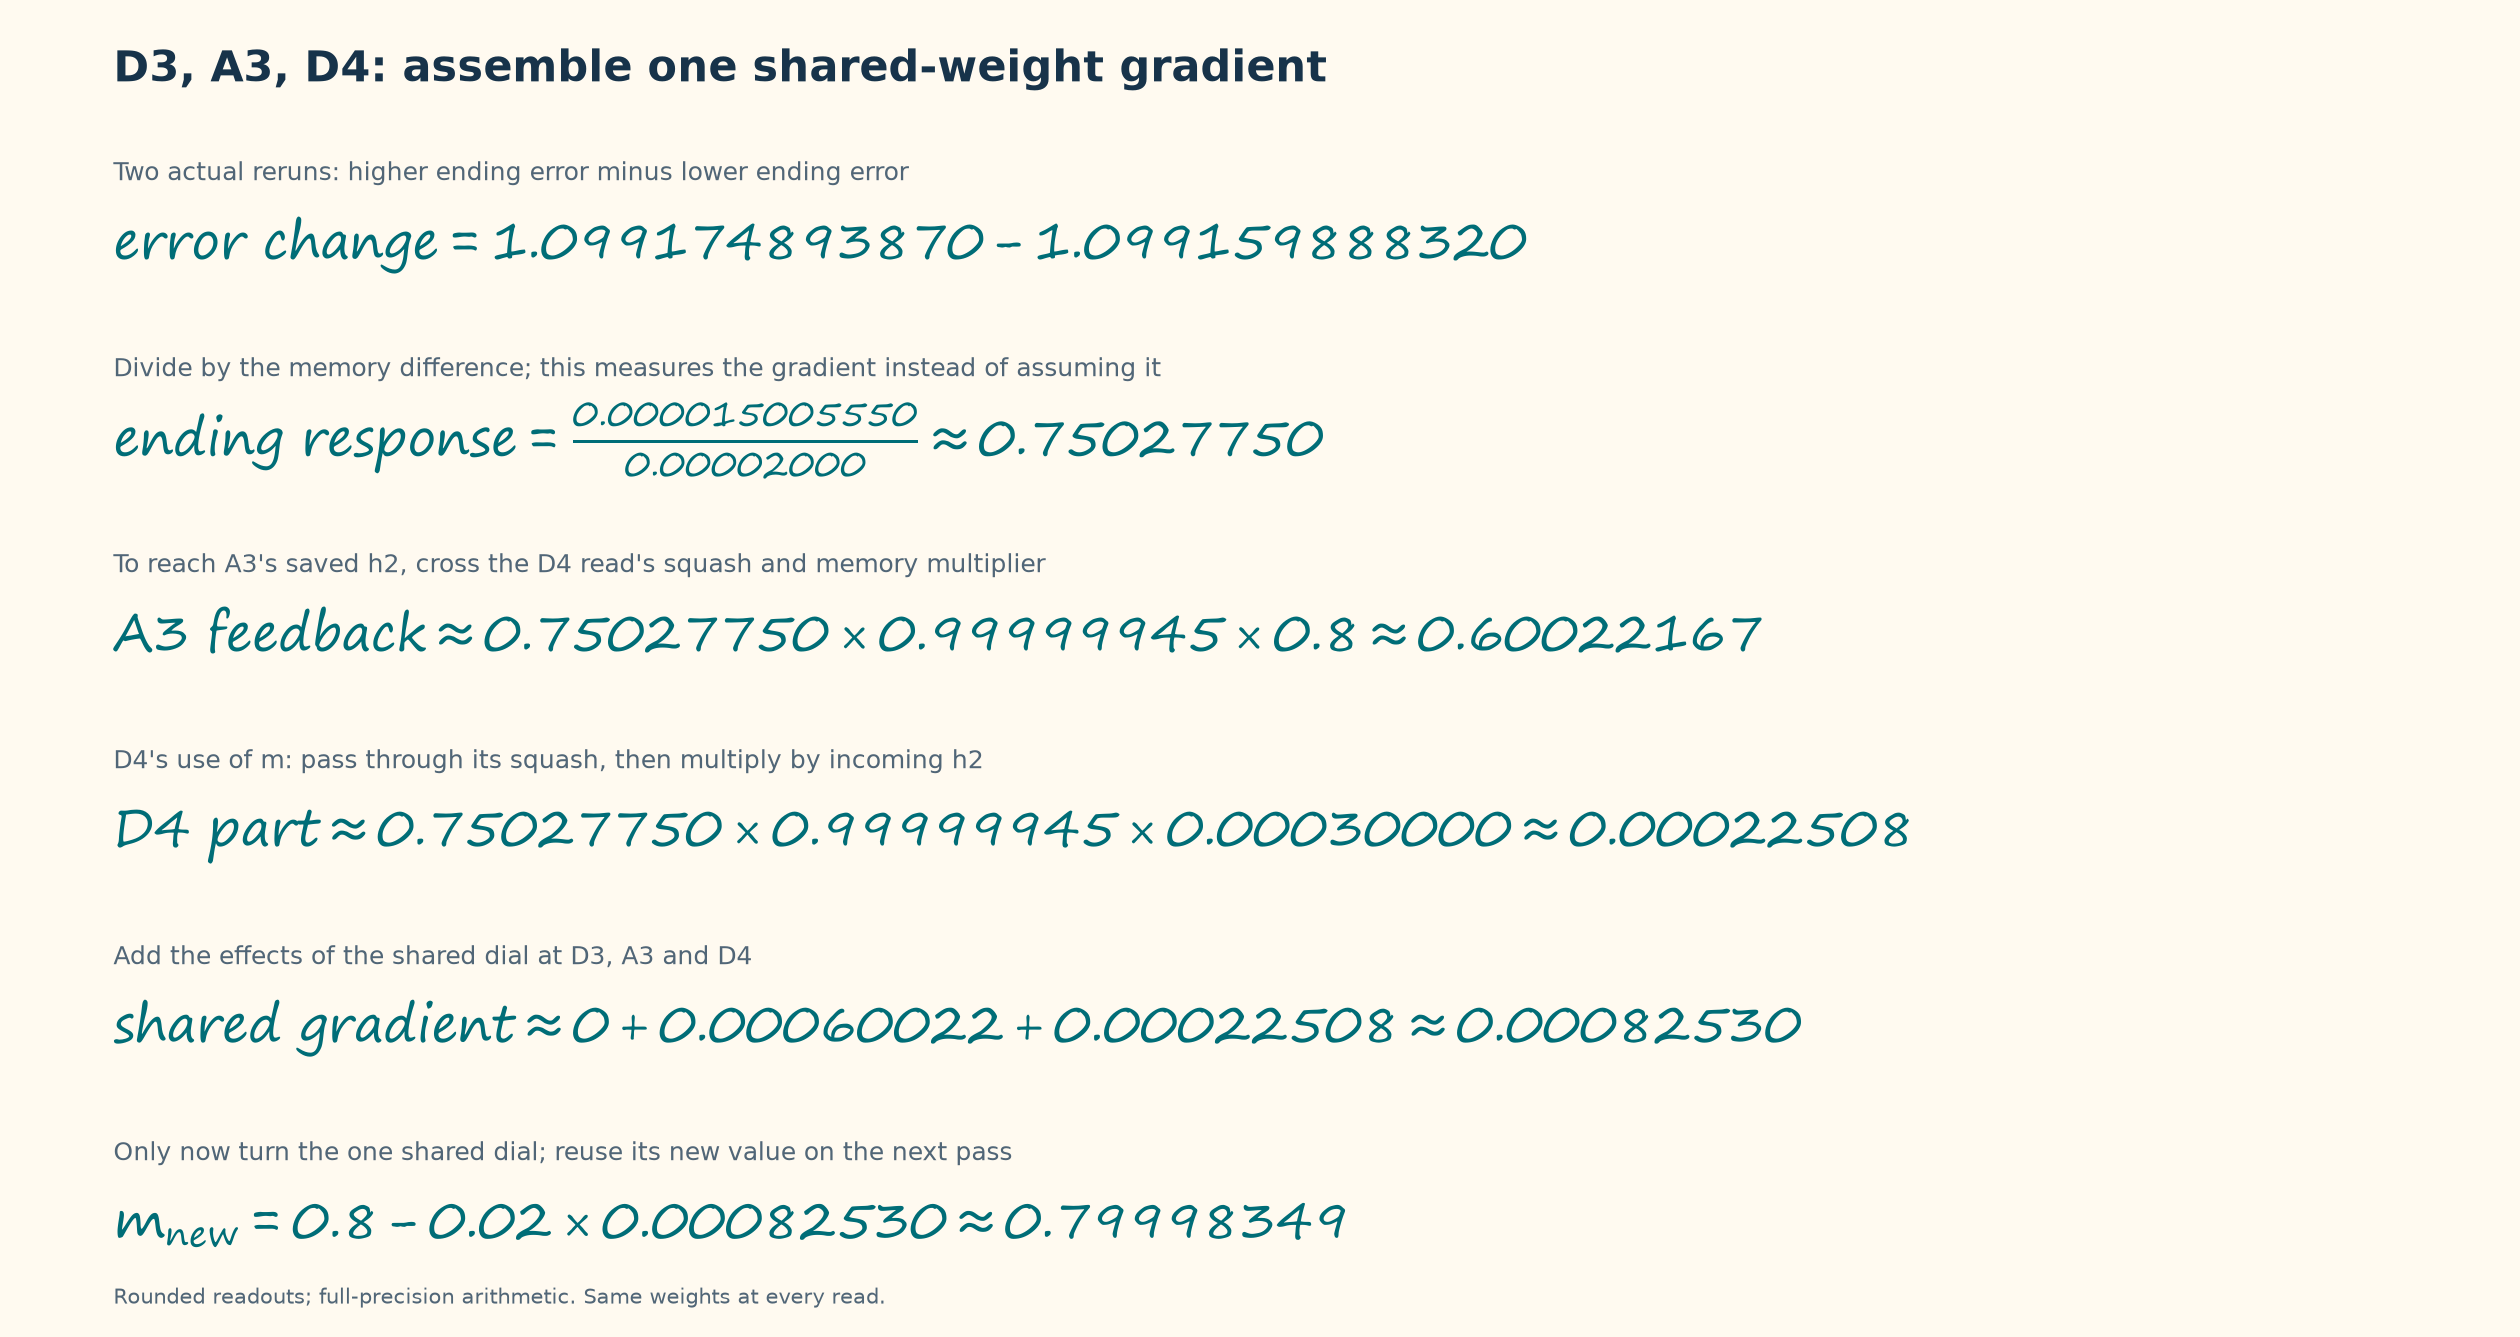 D3, A3, D4: assemble one shared-weight gradient
Two actual reruns: higher ending error minus lower ending error
error change = 1.099174893870 − 1.099159888320
Divide by the memory difference; this measures the gradient instead of assuming it
ending response = 0.000015005550 / 0.00002000 ≈ 0.75027750
To reach A3's saved h2, cross the D4 read's squash and memory multiplier
A3 feedback ≈ 0.75027750 × 0.99999945 × 0.8 ≈ 0.60022167
D4's use of m: pass through its squash, then multiply by incoming h2
D4 part ≈ 0.75027750 × 0.99999945 × 0.00030000 ≈ 0.00022508
Add the effects of the shared dial at D3, A3 and D4
shared gradient ≈ 0 + 0.00060022 + 0.00022508 ≈ 0.00082530
Only now turn the one shared dial; reuse its new value on the next pass
m_new = 0.8 − 0.02 × 0.00082530 ≈ 0.79998349
Rounded readouts; full-precision arithmetic. Same weights at every read.